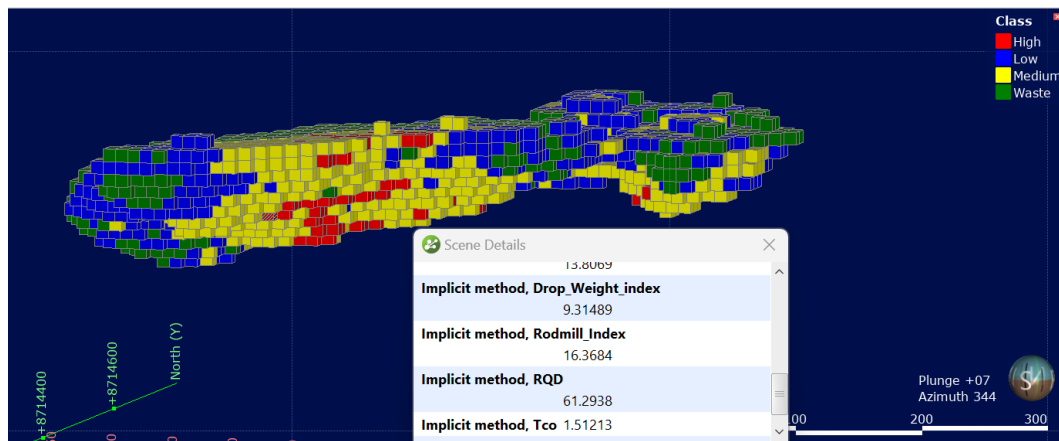 Class
High
Low
Medium
Waste
Scene Details
13.8069
Implicit method, Drop_Weight_index
9.31489
Implicit method, Rodmill_Index
16.3684
Implicit method, RQD
61.2938
Implicit method, Tco 1.51213
North (Y)
+8714600
+8714400
Plunge +07
Azimuth 344
S
100
200
300